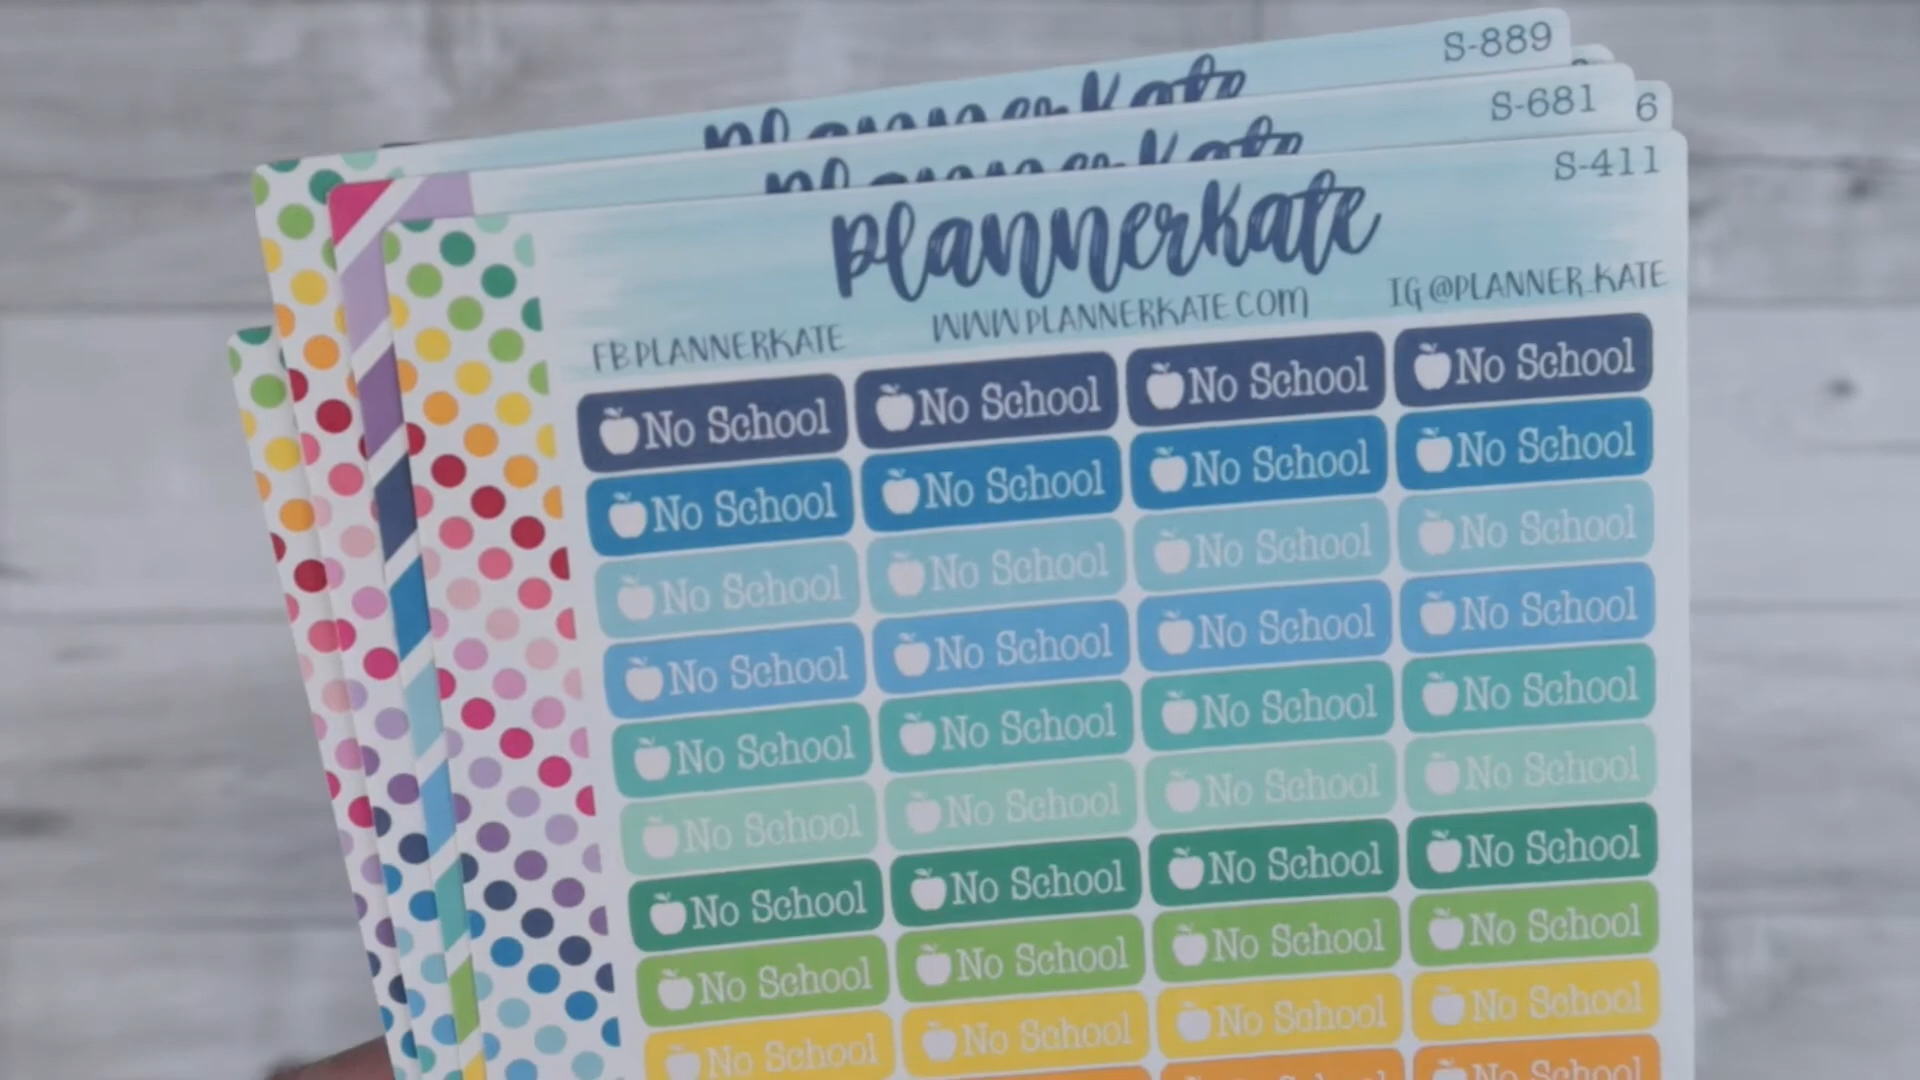 S-889
plannerkate
S-681
6
plannerkate
S-411
plannerkate
FB PLANNERKATE WWW.PLANNERKATE.COM IG @PLANNER_KATE
No School No School No School No School
No School No School No School No School
No School No School No School No School
No School No School No School No School
No School No School No School No School
No School No School No School No School
No School No School No School No School
No School No School No School No School
No School No School No School No School
No School